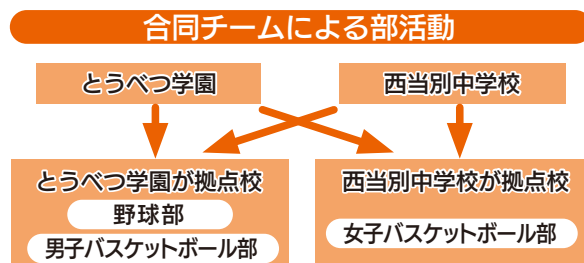 合同チームによる部活動
とうべつ学園
西当別中学校
とうべつ学園が拠点校
野球部
男子バスケットボール部
西当別中学校が拠点校
女子バスケットボール部